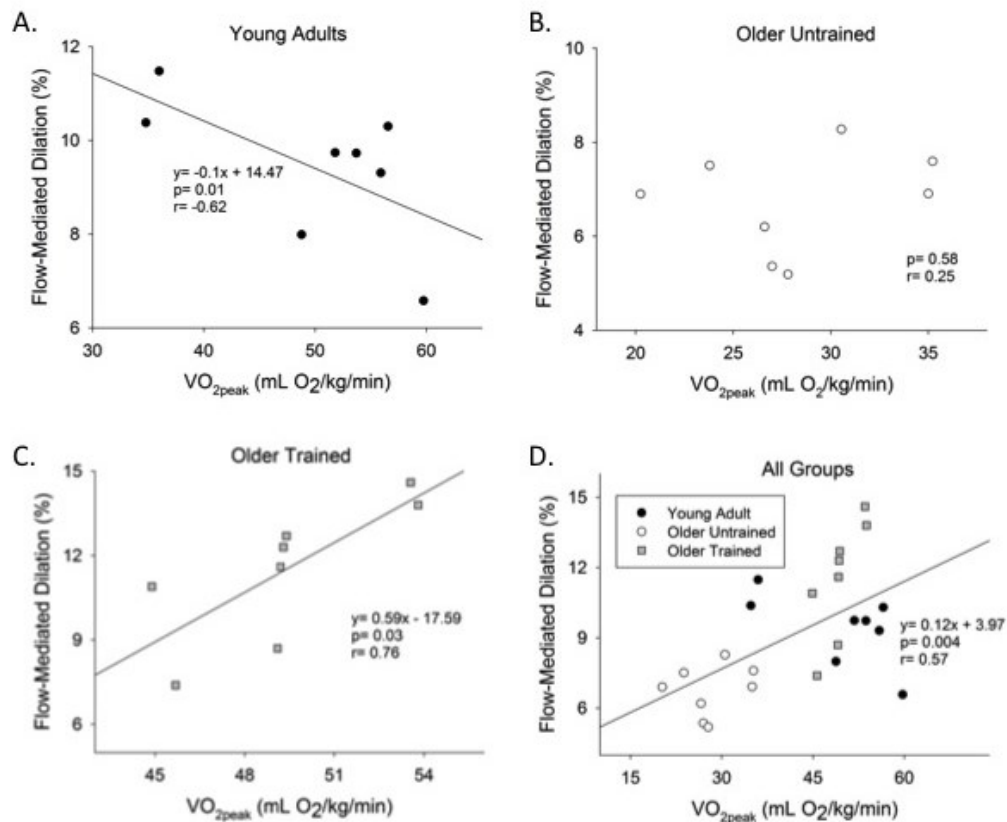 A.
Young Adults
12
10
8
6
Flow-Mediated Dilation (%)
y= -0.1x + 14.47
p= 0.01
r= -0.62
30 40 50 60
VO2peak (mL O2/kg/min)
B.
Older Untrained
10
8
6
4
Flow-Mediated Dilation (%)
p= 0.58
r= 0.25
20 25 30 35
VO2peak (mL O2/kg/min)
C.
Older Trained
15
12
9
6
Flow-Mediated Dilation (%)
y= 0.59x - 17.59
p= 0.03
r= 0.76
45 48 51 54
VO2peak (mL O2/kg/min)
D.
All Groups
15
12
9
6
Flow-Mediated Dilation (%)
Young Adult
Older Untrained
Older Trained
y= 0.12x + 3.97
p= 0.004
r= 0.57
15 30 45 60
VO2peak (mL O2/kg/min)